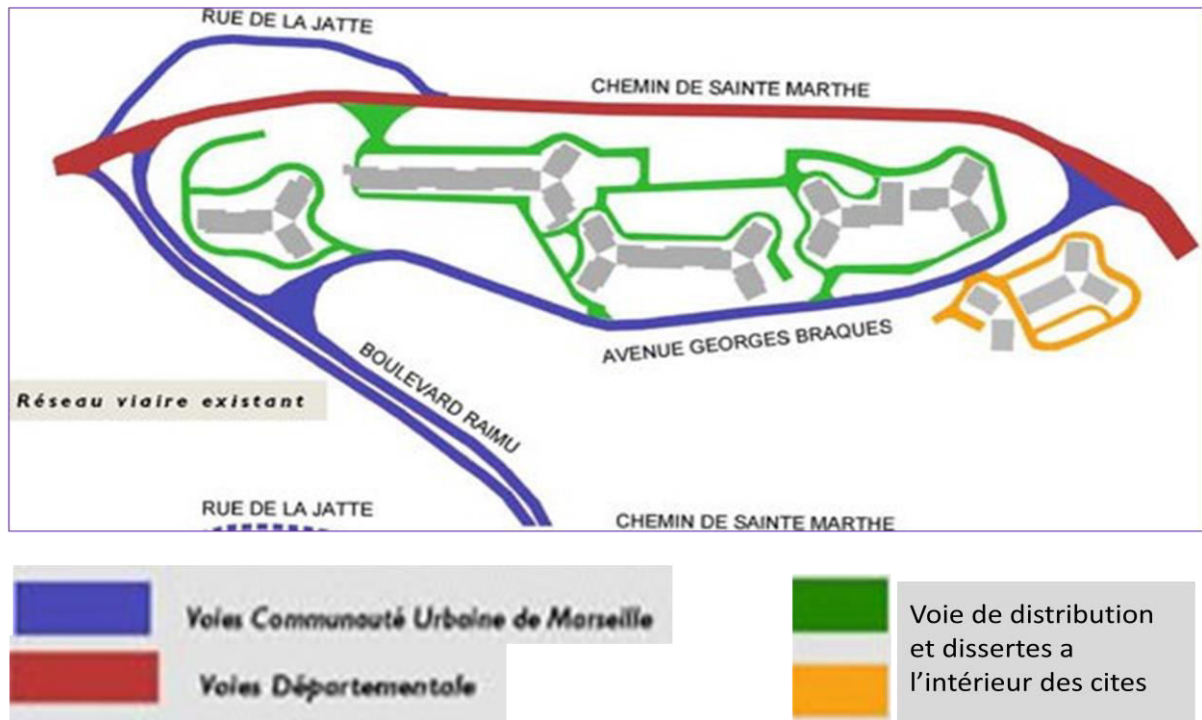 RUE DE LA JATTE
CHEMIN DE SAINTE MARTHE
AVENUE GEORGES BRAQUES
BOULEVARD RAIMU
Réseau viaire existant
RUE DE LA JATTE
CHEMIN DE SAINTE MARTHE
Voies Communauté Urbaine de Marseille
Voies Départementale
Voie de distribution
et dissertes a
l'intérieur des cites